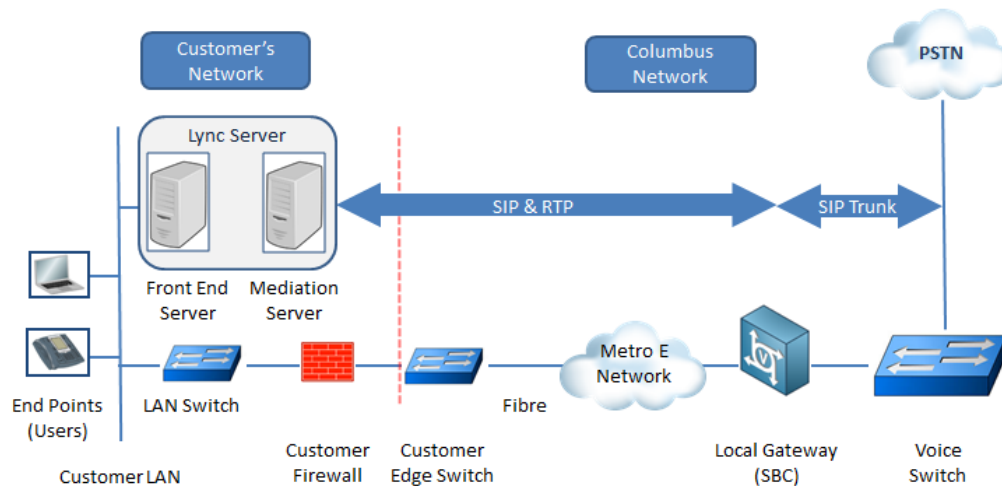 Customer's
Network
Columbus
Network
PSTN
Lync Server
SIP & RTP
SIP Trunk
Front End
Server
Mediation
Server
Metro E
Network
V
End Points
(Users)
LAN Switch
Fibre
Customer LAN
Customer
Firewall
Customer
Edge Switch
Local Gateway
(SBC)
Voice
Switch